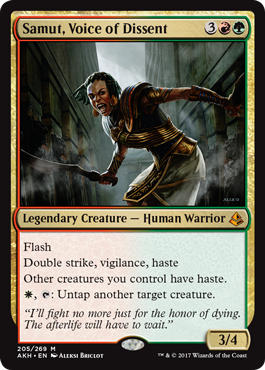 Samut, Voice of Dissent 3
Legendary Creature — Human Warrior
Flash
Double strike, vigilance, haste
Other creatures you control have haste.
, : Untap another target creature.
“I’ll fight no more just for the honor of dying.
The afterlife will have to wait.”
3/4
205/269 M
AKH • EN ALEKSI BRICLOT ™ & © 2017 Wizards of the Coast